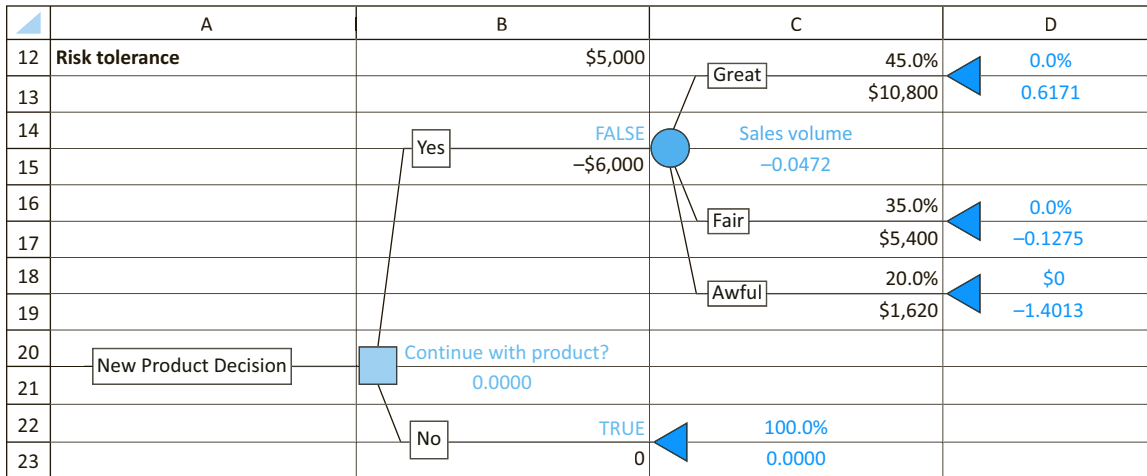 A B C D
12 Risk tolerance $5,000 45.0% 0.0%
Great
13 $10,800 0.6171
14 FALSE Sales volume
Yes
15 –$6,000 –0.0472
16 35.0% 0.0%
Fair
17 $5,400 –0.1275
18 20.0% $0
Awful
19 $1,620 –1.4013
20 Continue with product?
New Product Decision
21 0.0000
22 TRUE 100.0%
No
23 0 0.0000